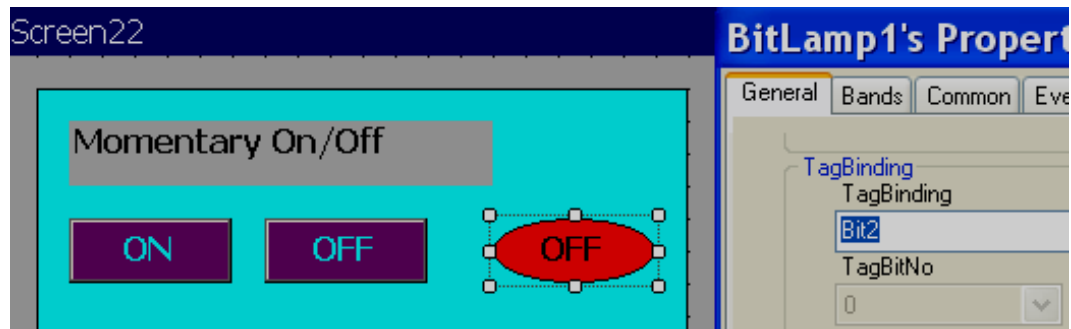 Screen22
Momentary On/Off
ON OFF OFF
BitLamp1's Propert
General Bands Common Eve
TagBinding
TagBinding
Bit2
TagBitNo
0